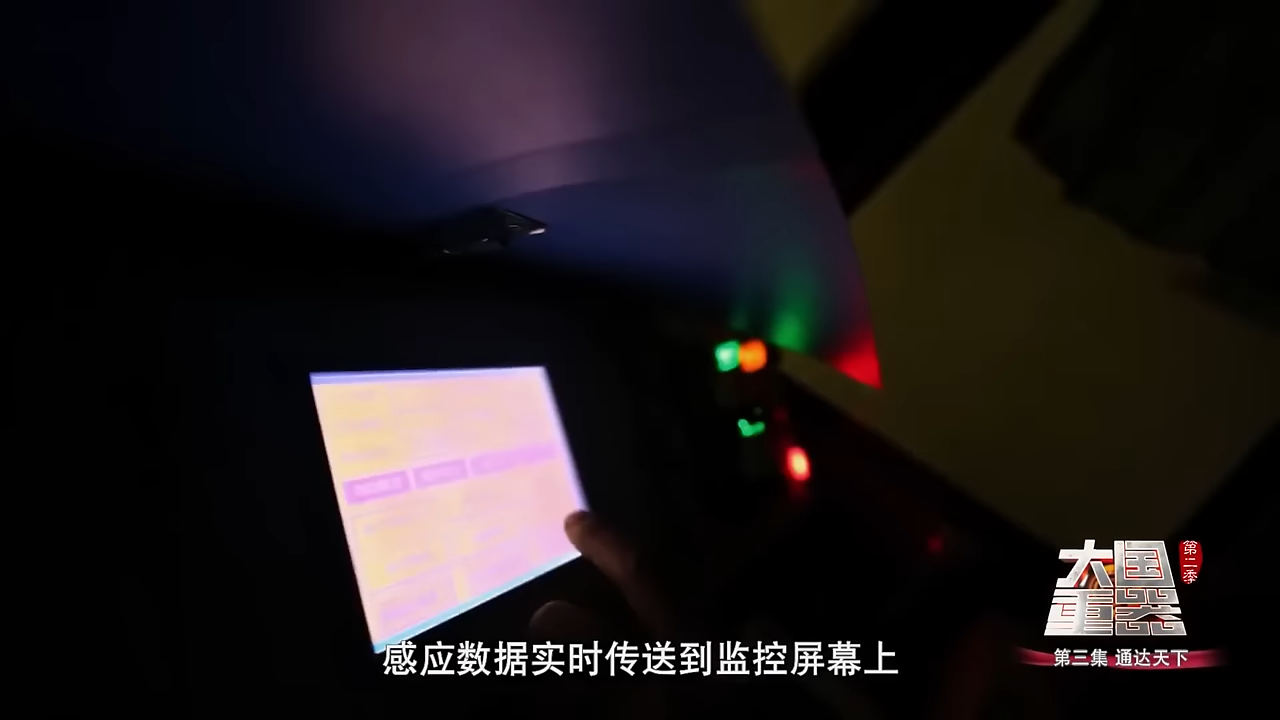 大国重器
第二季
第三集 通达天下
感应数据实时传送到监控屏幕上